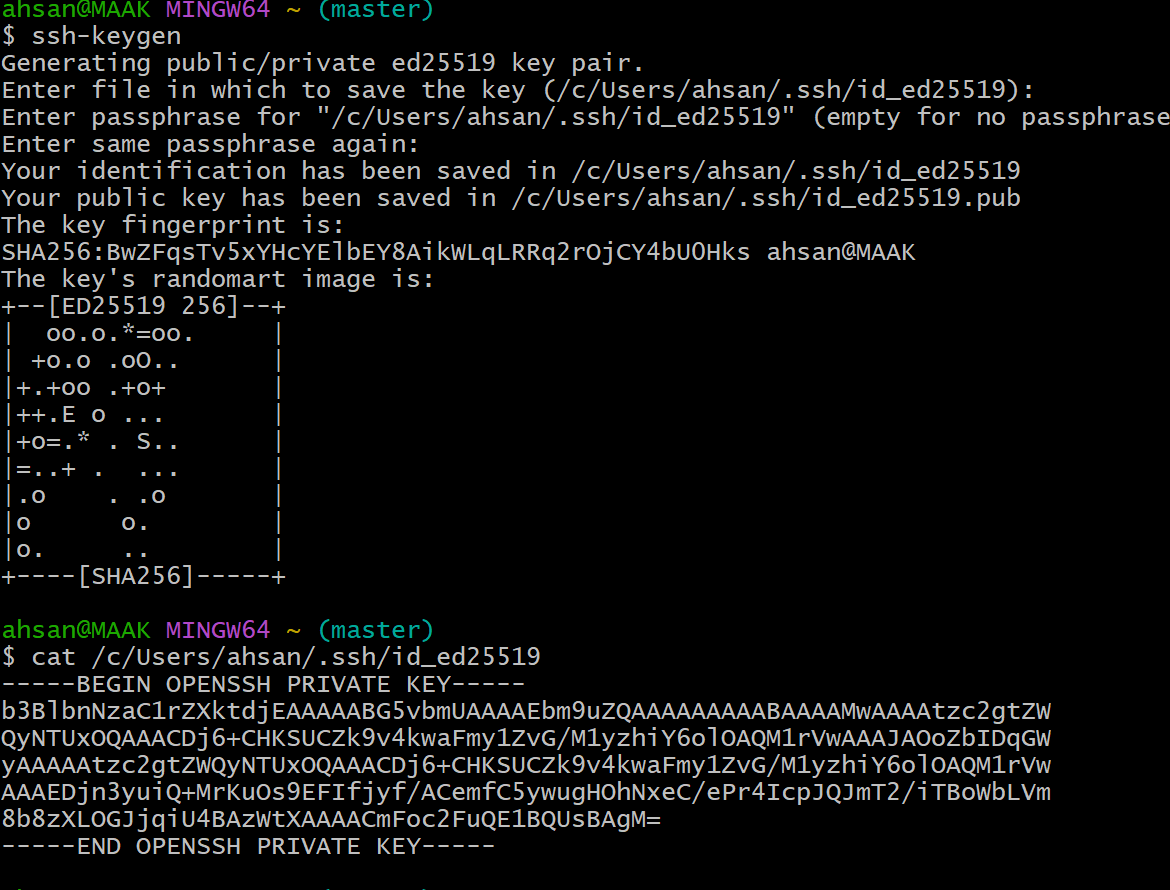 ahsan@MAAK MINGW64 ~ (master)
$ ssh-keygen
Generating public/private ed25519 key pair.
Enter file in which to save the key (/c/Users/ahsan/.ssh/id_ed25519):
Enter passphrase for "/c/Users/ahsan/.ssh/id_ed25519" (empty for no passphrase
Enter same passphrase again:
Your identification has been saved in /c/Users/ahsan/.ssh/id_ed25519
Your public key has been saved in /c/Users/ahsan/.ssh/id_ed25519.pub
The key fingerprint is:
SHA256:BwZFqsTv5xYHcYElbEY8AikWLqLRRq2rOjCY4bU0Hks ahsan@MAAK
The key's randomart image is:
+--[ED25519 256]--+
|  oo.o.*=oo.     |
| +o.o .oO..      |
|+.+oo .+o+       |
|++.E o ...       |
|+o=.* . S..      |
|=..+ .  ...      |
|.o    . .o       |
|o      o.        |
|o.     ..        |
+----[SHA256]-----+
ahsan@MAAK MINGW64 ~ (master)
$ cat /c/Users/ahsan/.ssh/id_ed25519
-----BEGIN OPENSSH PRIVATE KEY-----
b3BlbnNzaC1rZXktdjEAAAAABG5vbmUAAAAEbm9uZQAAAAAAAAABAAAAMwAAAAtzc2gtZW
QyNTUxOQAAACDj6+CHKSUCZk9v4kwaFmy1ZvG/M1yzhiY6olOAQM1rVwAAAJAOoZbIDqGW
yAAAAAtzc2gtZWQyNTUxOQAAACDj6+CHKSUCZk9v4kwaFmy1ZvG/M1yzhiY6olOAQM1rVw
AAAEDjn3yuiQ+MrKuOs9EFIfjyf/ACemfC5ywugHOhNxeC/ePr4IcpJQJmT2/iTBoWbLVm
8b8zXLOGJjqiU4BAzWtXAAAACmFoc2FuQE1BQUsBAgM=
-----END OPENSSH PRIVATE KEY-----